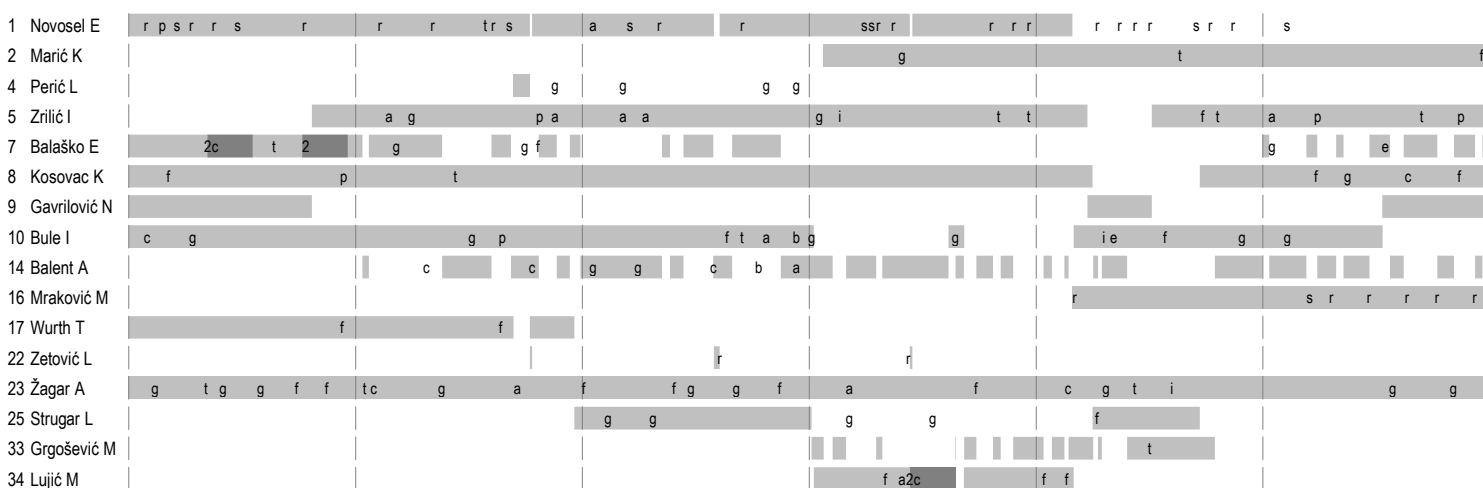 1 Novosel E r p s r r s r r r t r s a s r r s s r r r r r r r r r s r r s
2 Marić K g t f
4 Perić L g g g g
5 Zrilić I a g p a a a g i t t f t a p t p
7 Balaško E 2c t 2 g g f g e
8 Kosovac K f p t f g c f
9 Gavrilović N
10 Bule I c g g p f t a b g g i e f g g
14 Balent A c c g g c b a
16 Mraković M r s r r r r r
17 Wurth T f f
22 Zetović L r r
23 Žagar A g t g g f f t c g a f f g g f a f c g t i g g
25 Strugar L g g g g f
33 Grgošević M t
34 Lujić M f a 2c f f